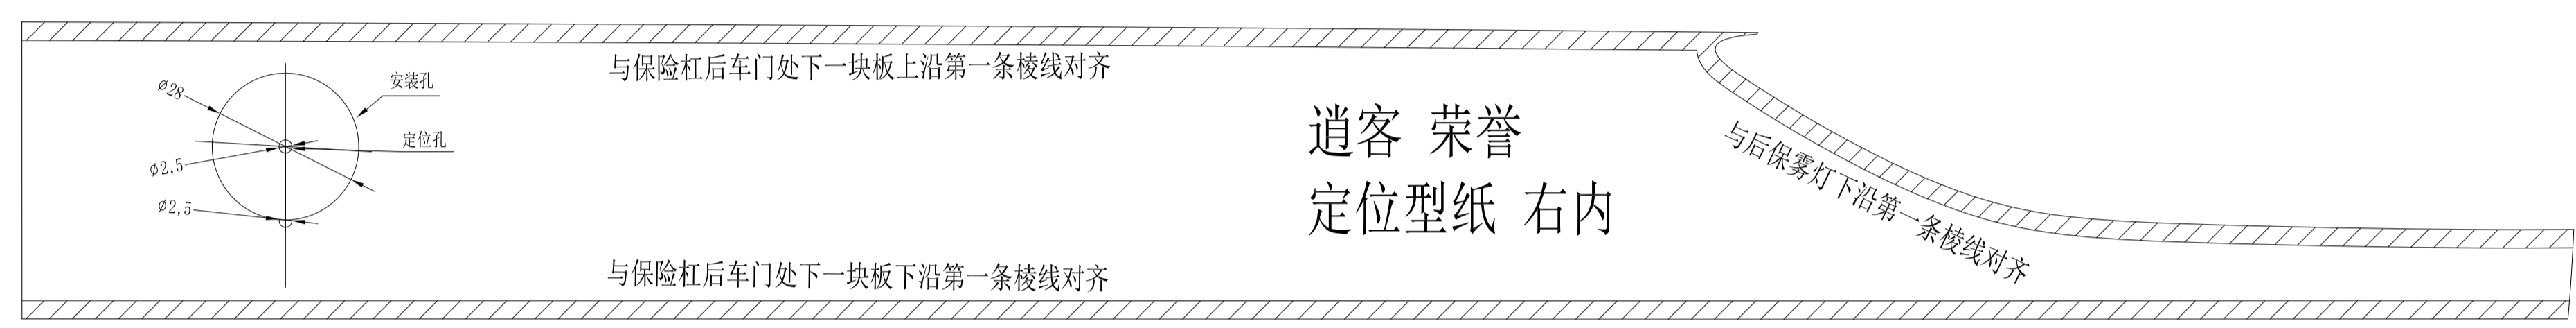 与保险杠后车门处下一块板上沿第一条棱线对齐
⌀28
安装孔
定位孔
⌀2,5
⌀2,5
逍客 荣誉
定位型纸 右内
与后保雾灯下沿第一条棱线对齐
与保险杠后车门处下一块板下沿第一条棱线对齐